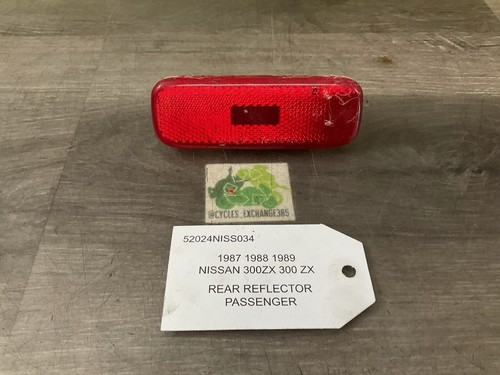 @CYCLES_EXCHANGE385
52024NISS034
1987 1988 1989
NISSAN 300ZX 300 ZX
REAR REFLECTOR
PASSENGER